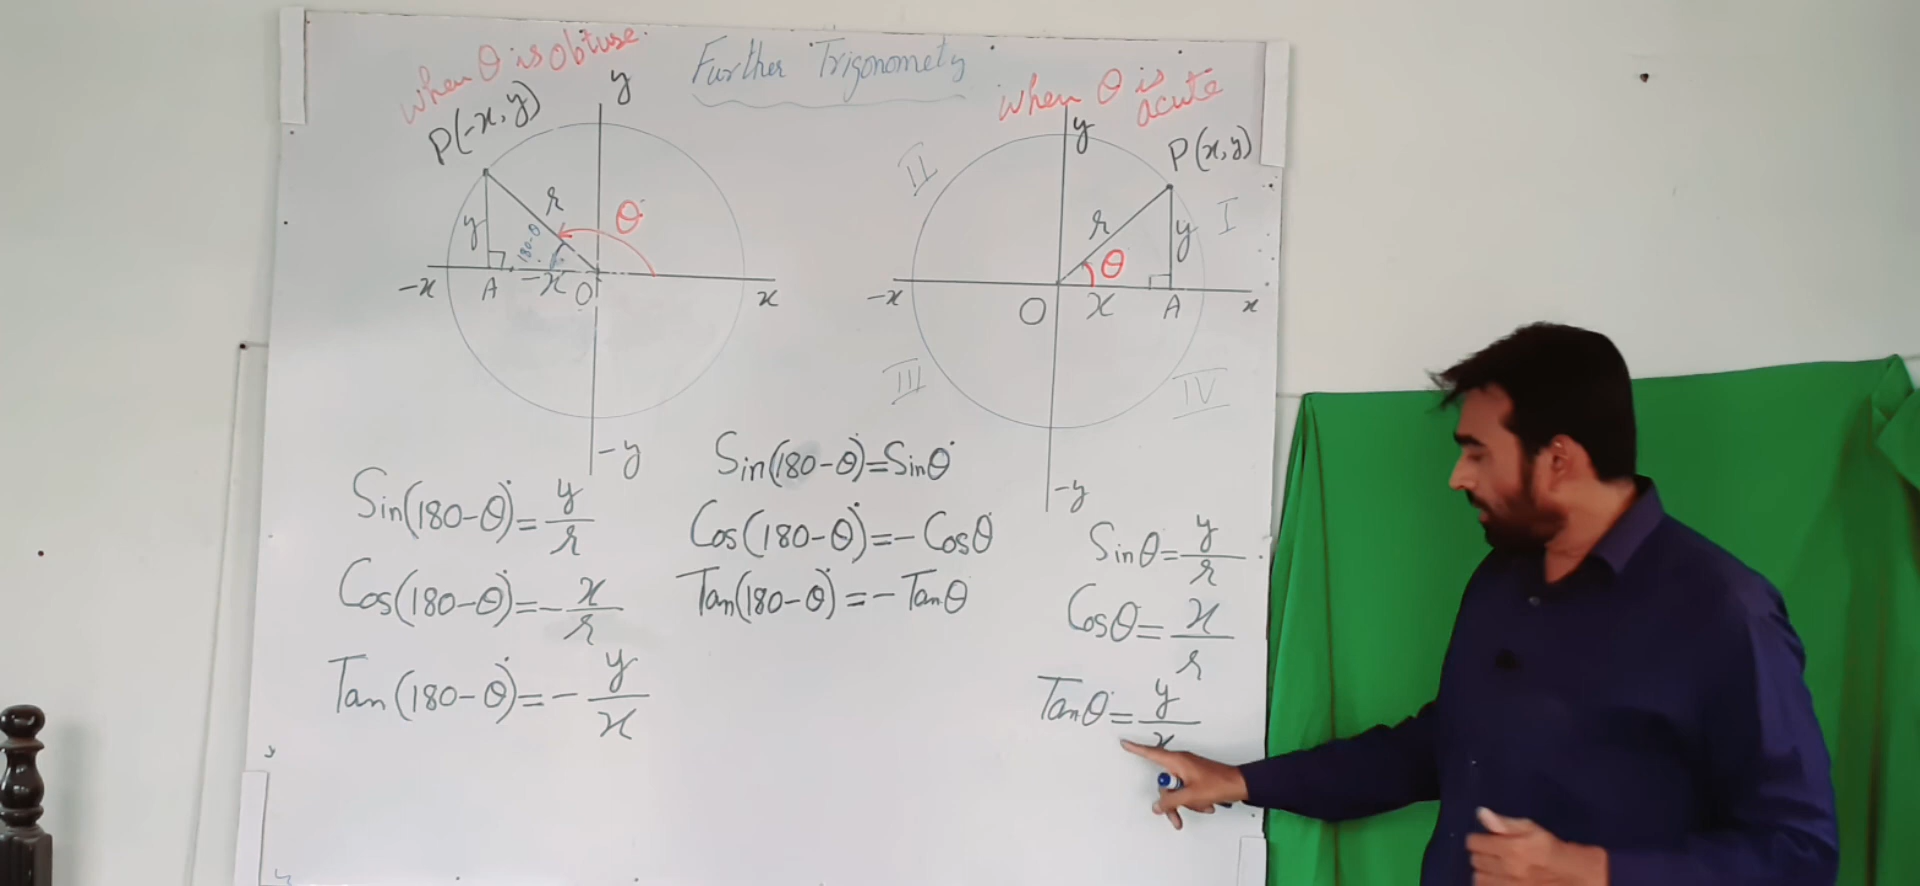 Further Trigonomety
when θ is obtuse.
P(-x, y)
y
r
θ
y
180-θ
-x
A
-x
O
x
-y
when θ is
acute
y
P(x, y)
II
I
r
y
θ
-x
O
x
A
x
III
IV
-y
Sin(180-θ)=y/r
Cos(180-θ)=-x/r
Tan(180-θ)=-y/x
Sin(180-θ)=Sinθ
Cos(180-θ)=-Cosθ
Tan(180-θ)=-Tanθ
Sinθ=y/r
Cosθ=x/r
Tanθ=y/x